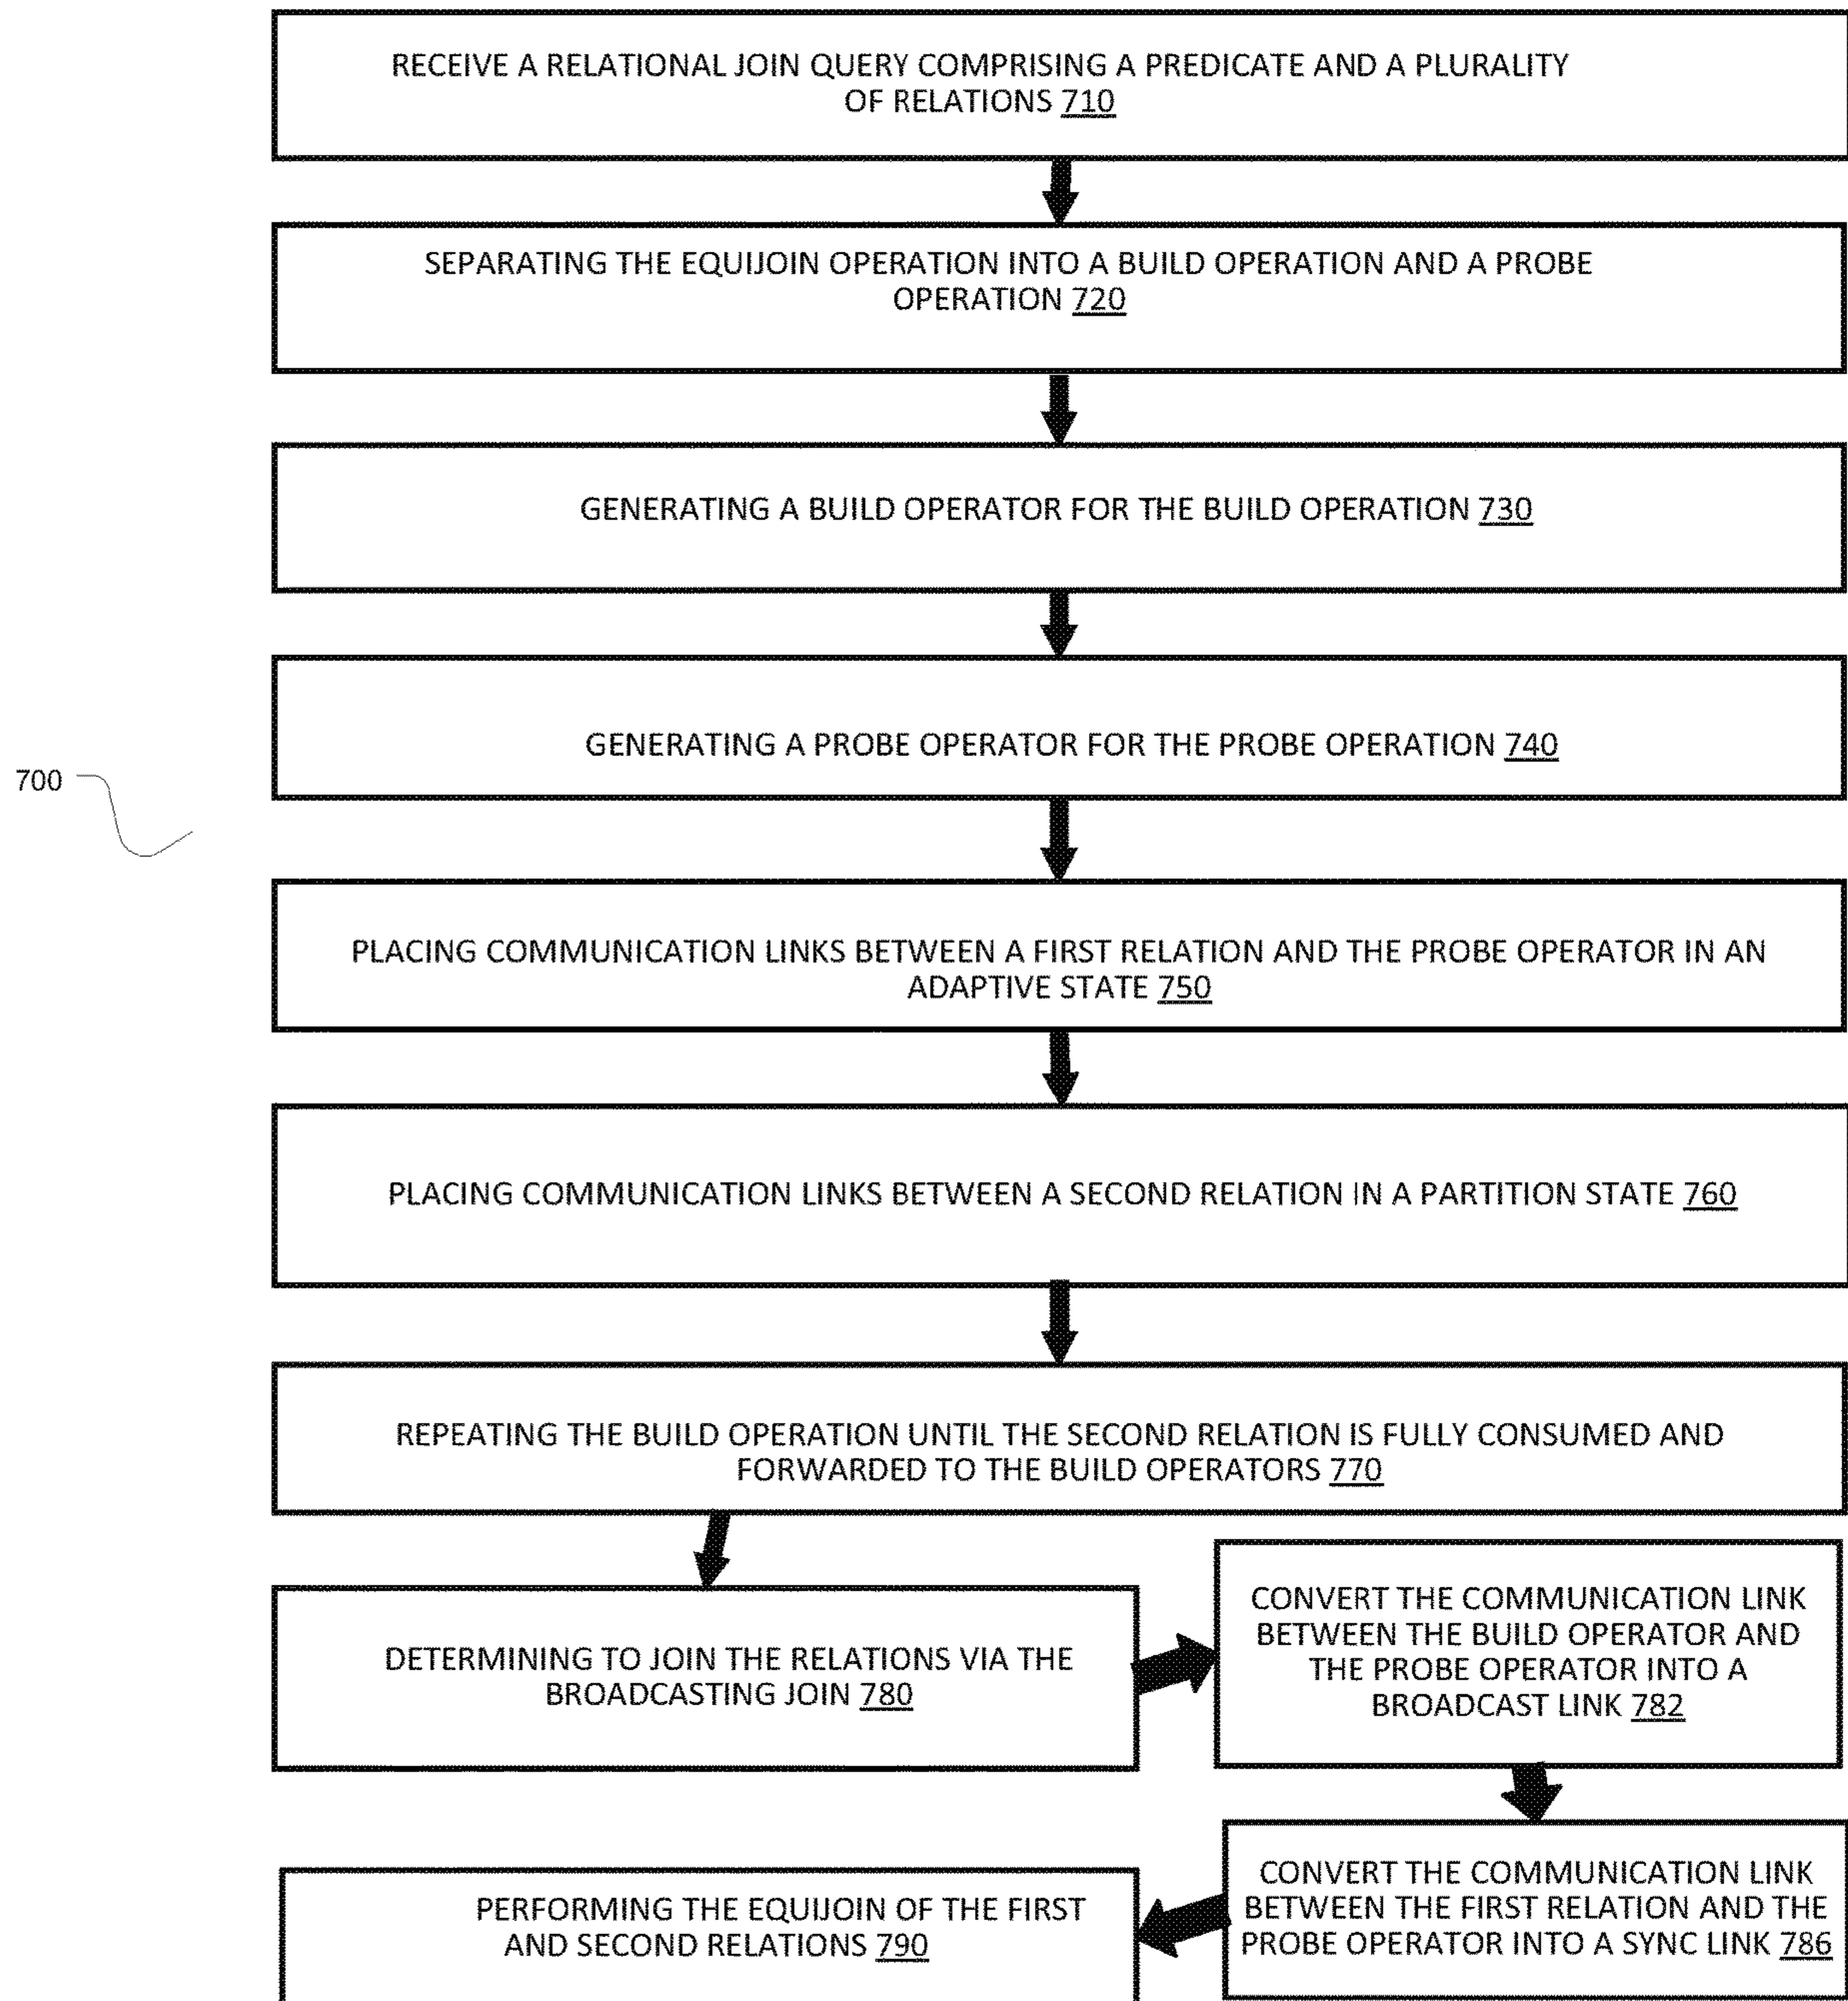 RECEIVE A RELATIONAL JOIN QUERY COMPRISING A PREDICATE AND A PLURALITY
OF RELATIONS 710
SEPARATING THE EQUIJOIN OPERATION INTO A BUILD OPERATION AND A PROBE
OPERATION 720
GENERATING A BUILD OPERATOR FOR THE BUILD OPERATION 730
GENERATING A PROBE OPERATOR FOR THE PROBE OPERATION 740
700
PLACING COMMUNICATION LINKS BETWEEN A FIRST RELATION AND THE PROBE OPERATOR IN AN
ADAPTIVE STATE 750
PLACING COMMUNICATION LINKS BETWEEN A SECOND RELATION IN A PARTITION STATE 760
REPEATING THE BUILD OPERATION UNTIL THE SECOND RELATION IS FULLY CONSUMED AND
FORWARDED TO THE BUILD OPERATORS 770
DETERMINING TO JOIN THE RELATIONS VIA THE
BROADCASTING JOIN 780
CONVERT THE COMMUNICATION LINK
BETWEEN THE BUILD OPERATOR AND
THE PROBE OPERATOR INTO A
BROADCAST LINK 782
CONVERT THE COMMUNICATION LINK
BETWEEN THE FIRST RELATION AND THE
PROBE OPERATOR INTO A SYNC LINK 786
PERFORMING THE EQUIJOIN OF THE FIRST
AND SECOND RELATIONS 790